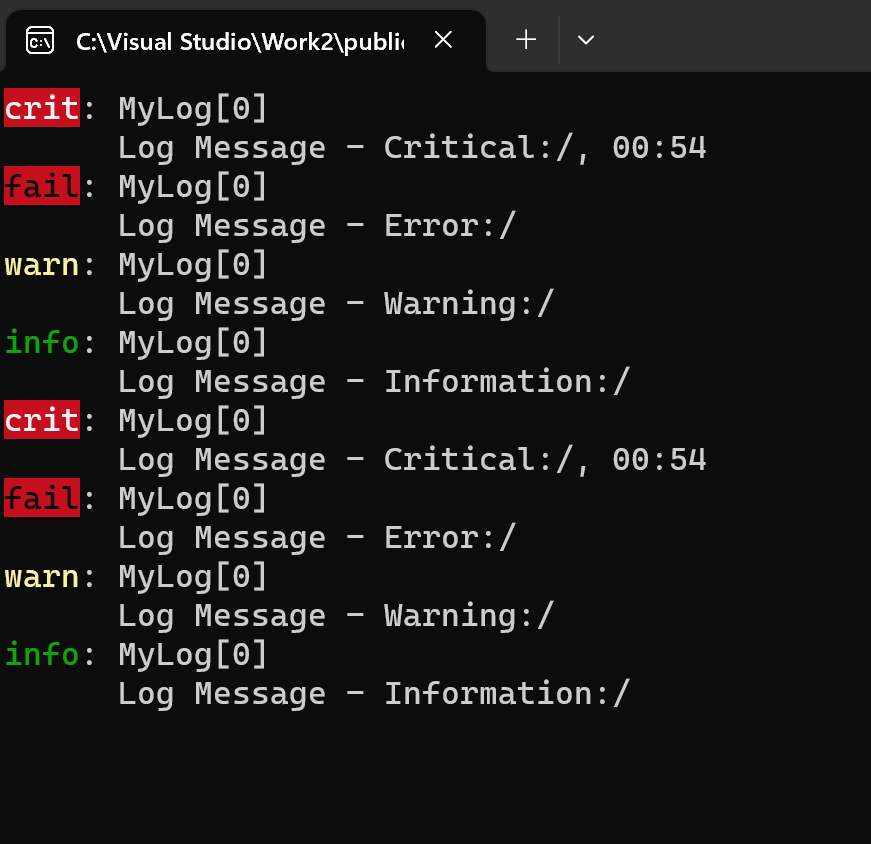 C:\Visual Studio\Work2\public
crit: MyLog[0]
Log Message - Critical:/, 00:54
fail: MyLog[0]
Log Message - Error:/
warn: MyLog[0]
Log Message - Warning:/
info: MyLog[0]
Log Message - Information:/
crit: MyLog[0]
Log Message - Critical:/, 00:54
fail: MyLog[0]
Log Message - Error:/
warn: MyLog[0]
Log Message - Warning:/
info: MyLog[0]
Log Message - Information:/